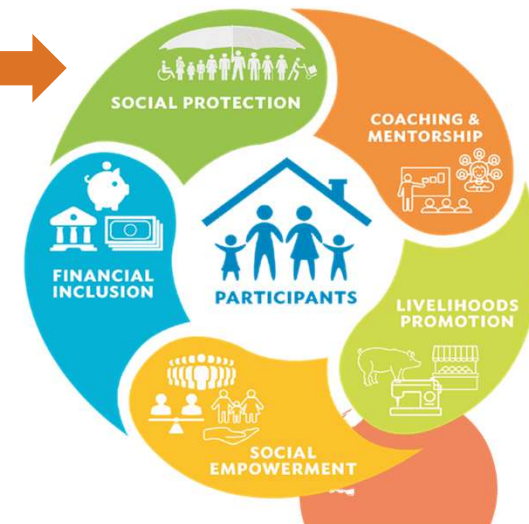 SOCIAL PROTECTION
COACHING &
MENTORSHIP
FINANCIAL
INCLUSION
PARTICIPANTS
LIVELIHOODS
PROMOTION
SOCIAL
EMPOWERMENT